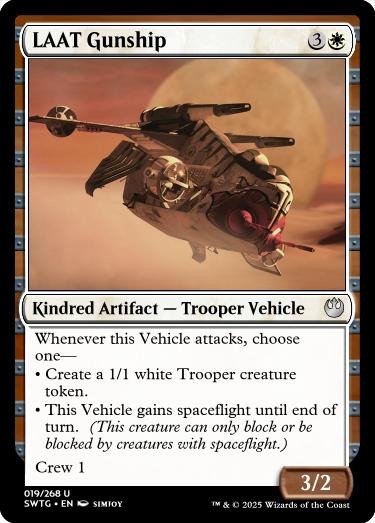 LAAT Gunship 3
Kindred Artifact — Trooper Vehicle
Whenever this Vehicle attacks, choose
one—
• Create a 1/1 white Trooper creature
token.
• This Vehicle gains spaceflight until end of
turn. (This creature can only block or be
blocked by creatures with spaceflight.)
Crew 1
3/2
019/268 U
SWTG • EN SIMJOY
™ & © 2025 Wizards of the Coast